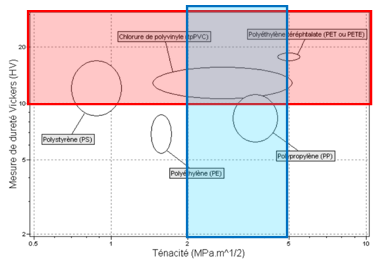 Chlorure de polyvinyle (tpPVC)
Polyéthylène téréphtalate (PET ou PETE)
Polystyrène (PS)
Polyéthylène (PE)
Polypropylène (PP)
Mesure de dureté Vickers (HV)
20
10
5
2
0.5
1
2
5
10
Ténacité (MPa.m^1/2)